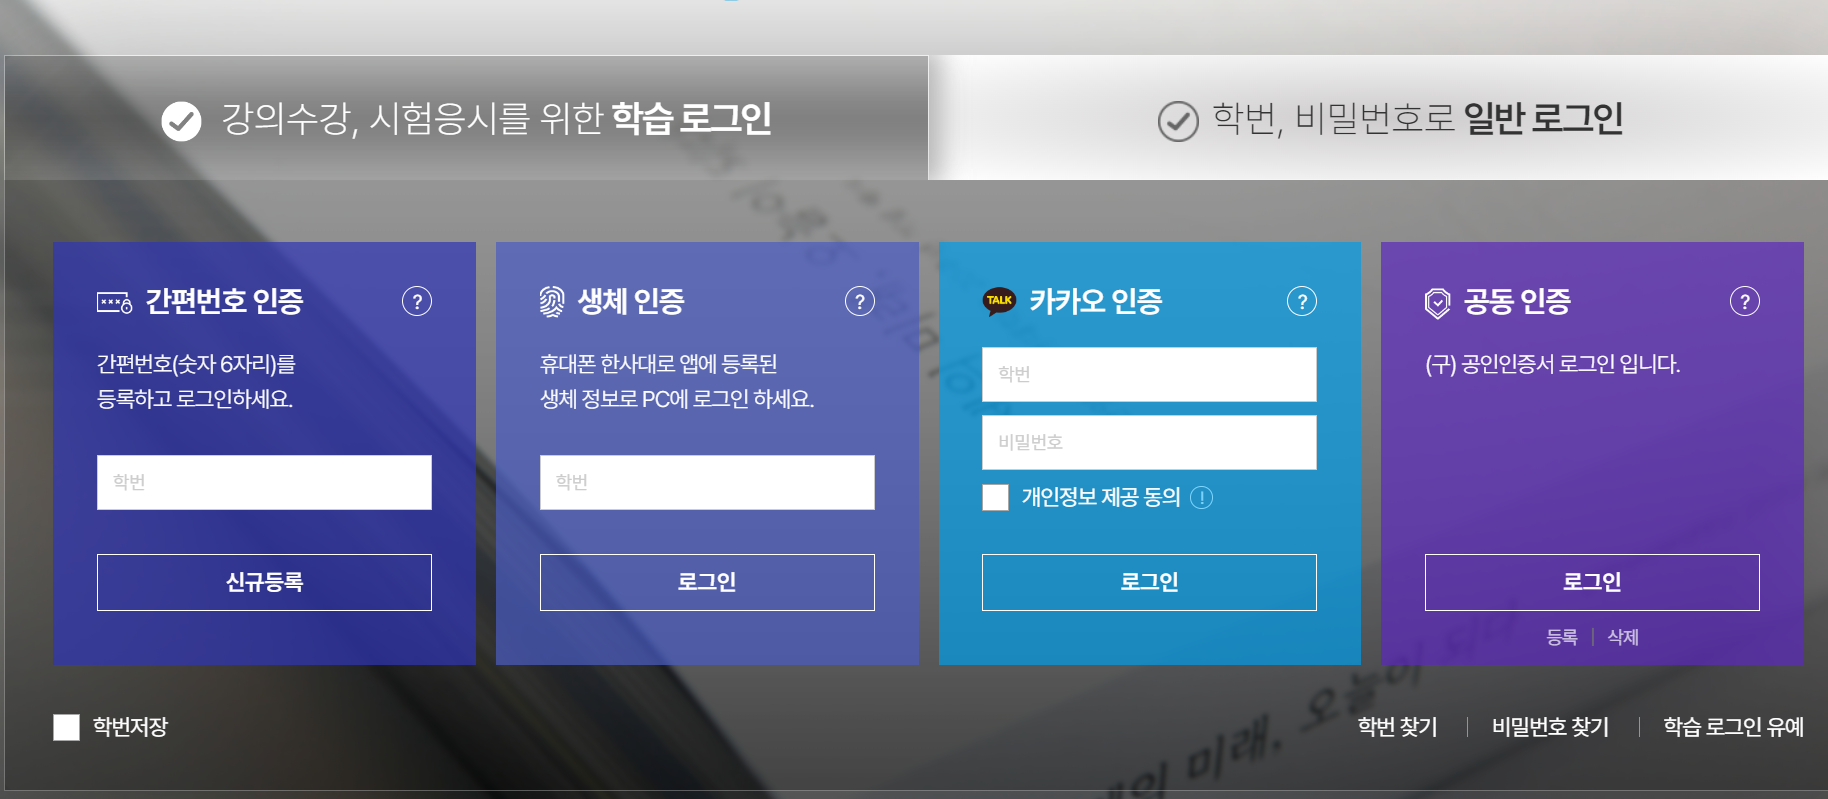 강의수강, 시험응시를 위한 학습 로그인
학번, 비밀번호로 일반 로그인
간편번호 인증
?
간편번호(숫자 6자리)를
등록하고 로그인하세요.
학번
신규등록
생체 인증
?
휴대폰 한사대로 앱에 등록된
생체 정보로 PC에 로그인 하세요.
학번
로그인
TALK 카카오 인증
?
학번
비밀번호
개인정보 제공 동의 !
로그인
공동 인증
?
(구) 공인인증서 로그인 입니다.
로그인
등록 | 삭제
학번저장
학번 찾기 | 비밀번호 찾기 | 학습 로그인 유예
미래, 오늘이